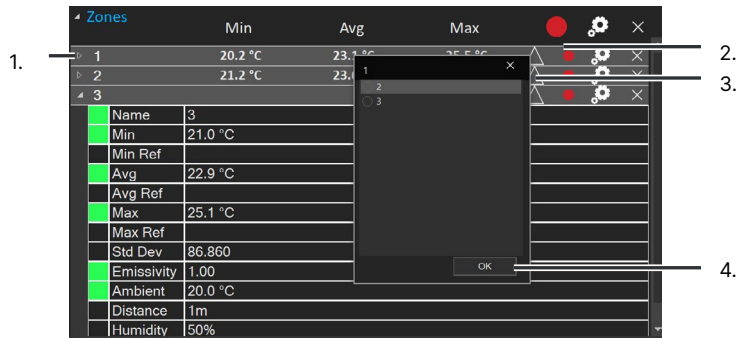 Zones Min Avg Max
1. 1 20.2 °C 23.1 °C 25.5 °C 2.
2 21.2 °C 3.
3
1
2
3
Name 3
Min 21.0 °C
Min Ref
Avg 22.9 °C
Avg Ref
Max 25.1 °C
Max Ref
Std Dev 86.860
Emissivity 1.00
OK 4.
Ambient 20.0 °C
Distance 1m
Humidity 50%